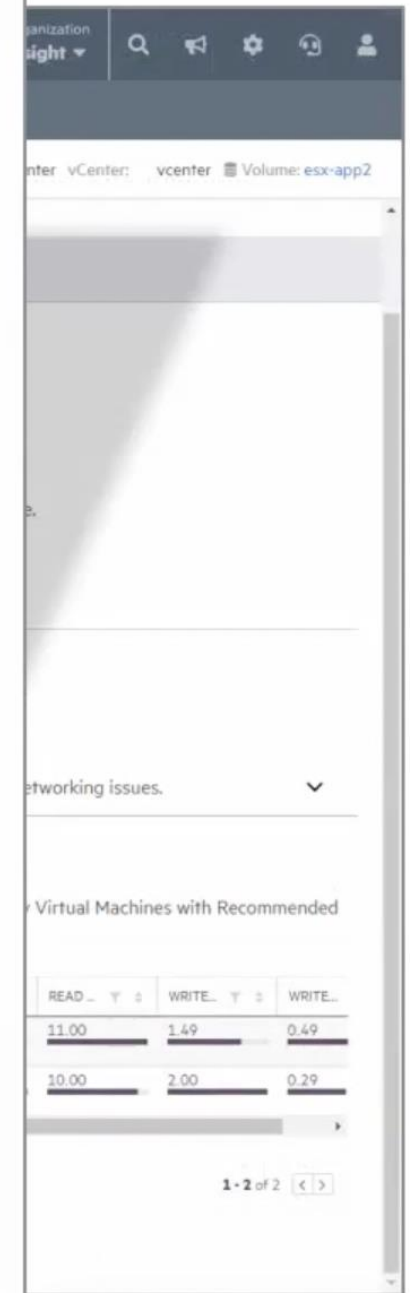 ganization
sight
nter vCenter: vcenter Volume: esx-app2
e.
etworking issues.
y Virtual Machines with Recommended
READ... WRITE... WRITE...
11.00 1.49 0.49
10.00 2.00 0.29
1 - 2 of 2 < >